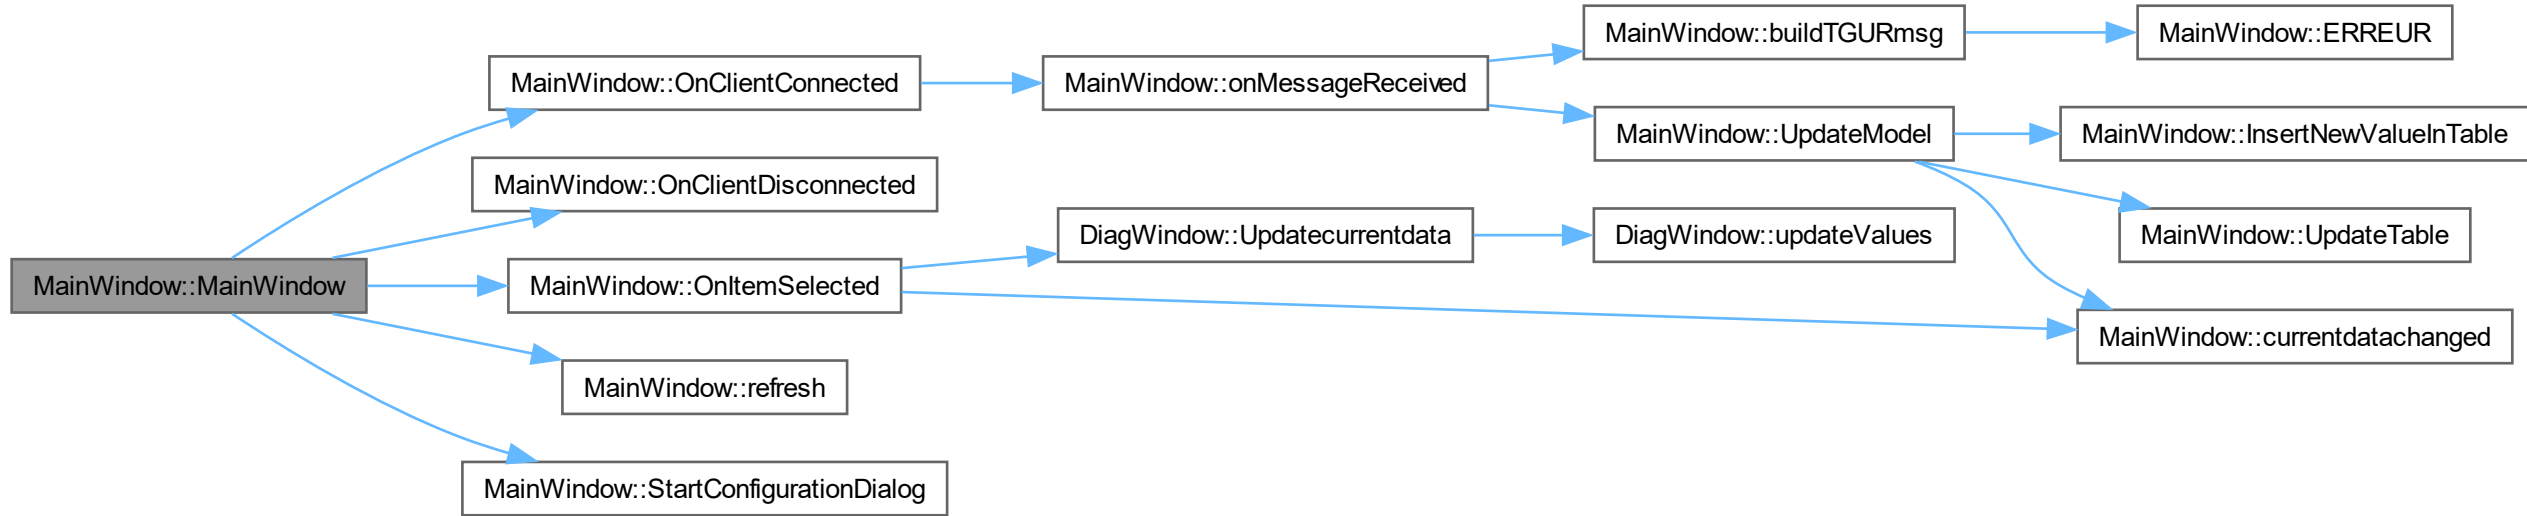 MainWindow::buildTGURmsg
MainWindow::ERREUR
MainWindow::OnClientConnected
MainWindow::onMessageReceived
MainWindow::UpdateModel
MainWindow::InsertNewValueInTable
MainWindow::OnClientDisconnected
DiagWindow::Updatecurrentdata
DiagWindow::updateValues
MainWindow::UpdateTable
MainWindow::MainWindow
MainWindow::OnItemSelected
MainWindow::currentdatachanged
MainWindow::refresh
MainWindow::StartConfigurationDialog